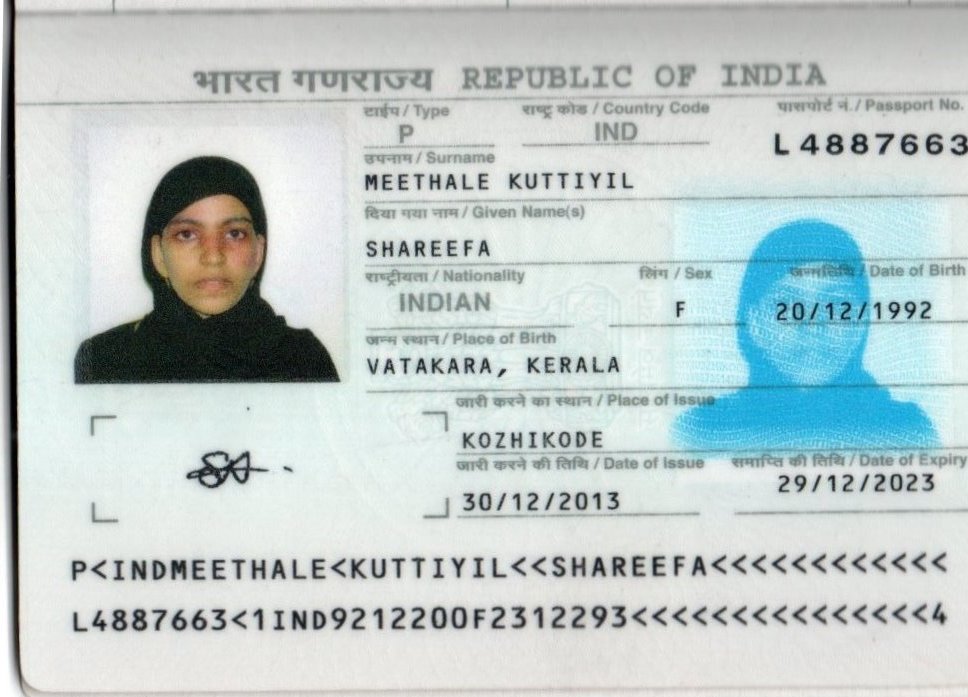 भारत गणराज्य REPUBLIC OF INDIA
टाईप / Type राष्ट्र कोड / Country Code पासपोर्ट नं. / Passport No.
P IND L4887663
उपनाम / Surname
MEETHALE KUTTIYIL
दिया गया नाम / Given Name(s)
SHAREEFA
राष्ट्रीयता / Nationality लिंग / Sex जन्मतिथि / Date of Birth
INDIAN F 20/12/1992
जन्म स्थान / Place of Birth
VATAKARA, KERALA
जारी करने का स्थान / Place of Issue
KOZHIKODE
जारी करने की तिथि / Date of Issue समाप्ति की तिथि / Date of Expiry
30/12/2013 29/12/2023
P<INDMEETHALE<KUTTIYIL<<SHAREEFA<<<<<<<<<<<<
L4887663<1IND9212200F2312293<<<<<<<<<<<<<<<4